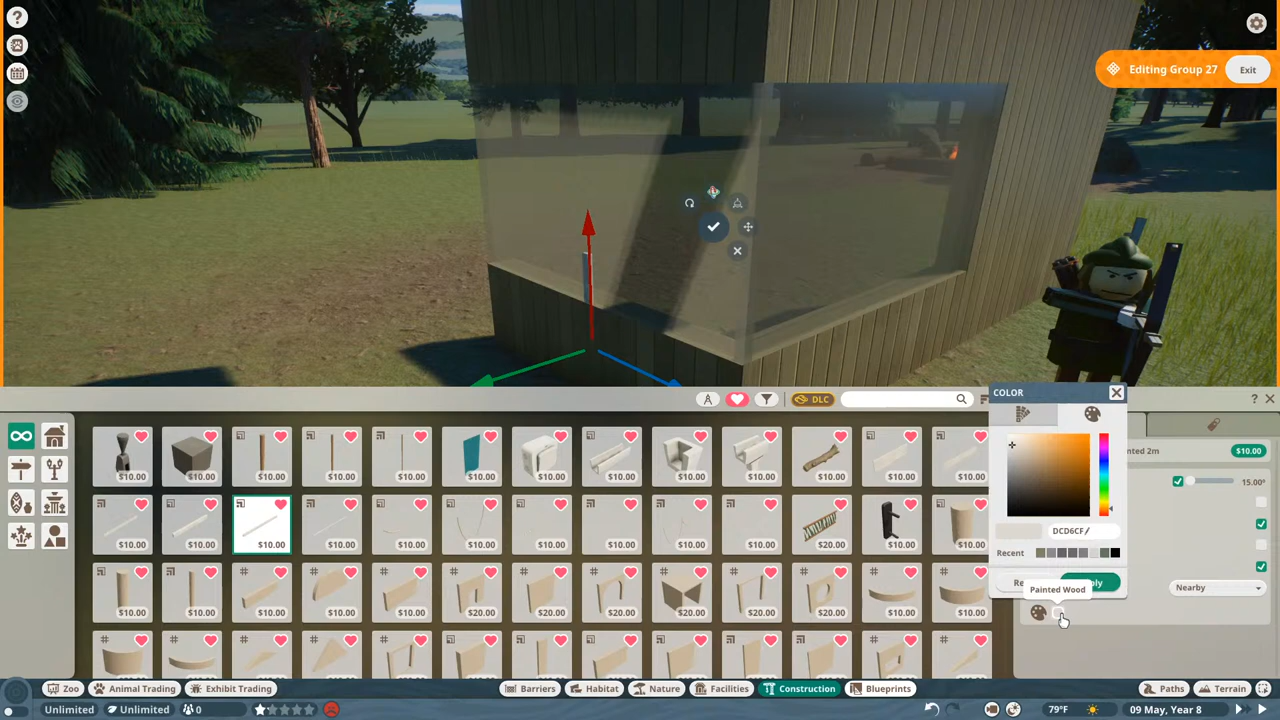 Editing Group 27
Exit
DLC
COLOR
nted 2m
$10.00
$10.00 $10.00 $10.00 $10.00 $10.00 $10.00 $10.00 $10.00 $10.00 $10.00 $10.00 $10.00 $10.00
15.00°
DCD6CF
$10.00 $10.00 $10.00 $10.00 $10.00 $10.00 $10.00 $10.00 $10.00 $10.00 $20.00 $10.00 $10.00
Recent
Painted Wood
Nearby
$10.00 $10.00 $10.00 $10.00 $20.00 $20.00 $20.00 $20.00 $20.00 $20.00 $20.00 $10.00 $10.00
Zoo Animal Trading Exhibit Trading Barriers Habitat Nature Facilities Construction Blueprints Paths Terrain
Unlimited Unlimited 0 79°F 09 May, Year 8